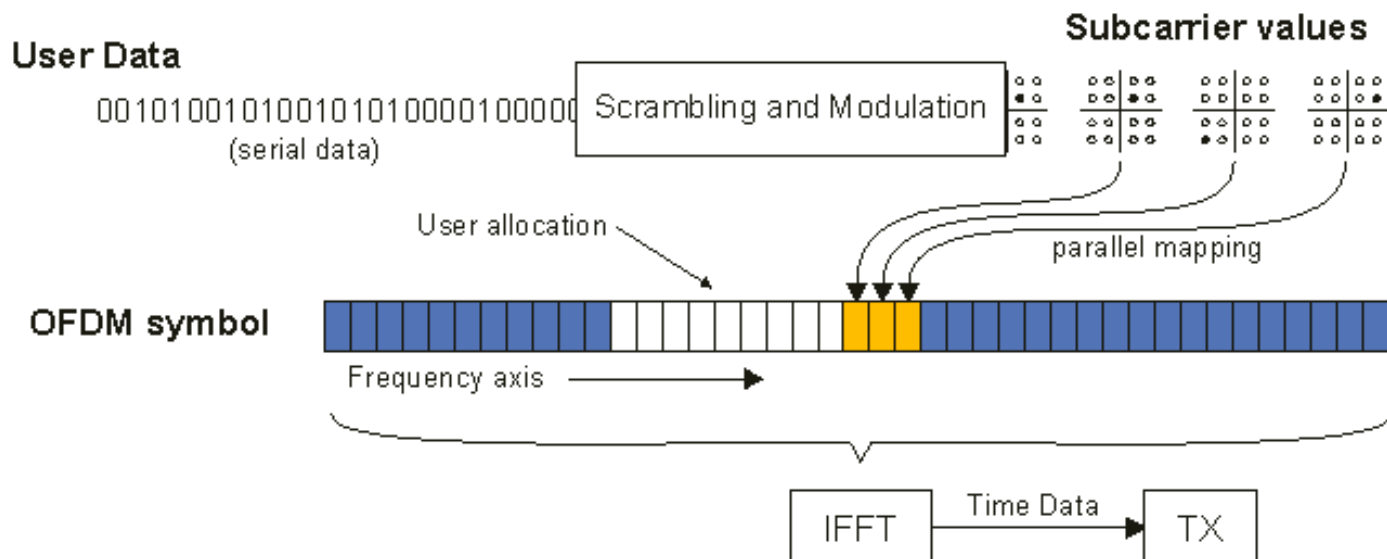 Subcarrier values
User Data
001010010100101010000100000
Scrambling and Modulation
(serial data)
User allocation
parallel mapping
OFDM symbol
Frequency axis
IFFT
Time Data
TX